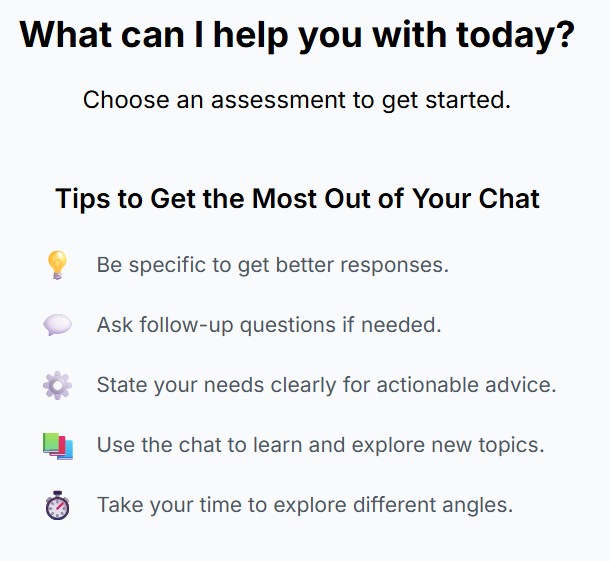 What can I help you with today?
Choose an assessment to get started.
Tips to Get the Most Out of Your Chat
Be specific to get better responses.
Ask follow-up questions if needed.
State your needs clearly for actionable advice.
Use the chat to learn and explore new topics.
Take your time to explore different angles.